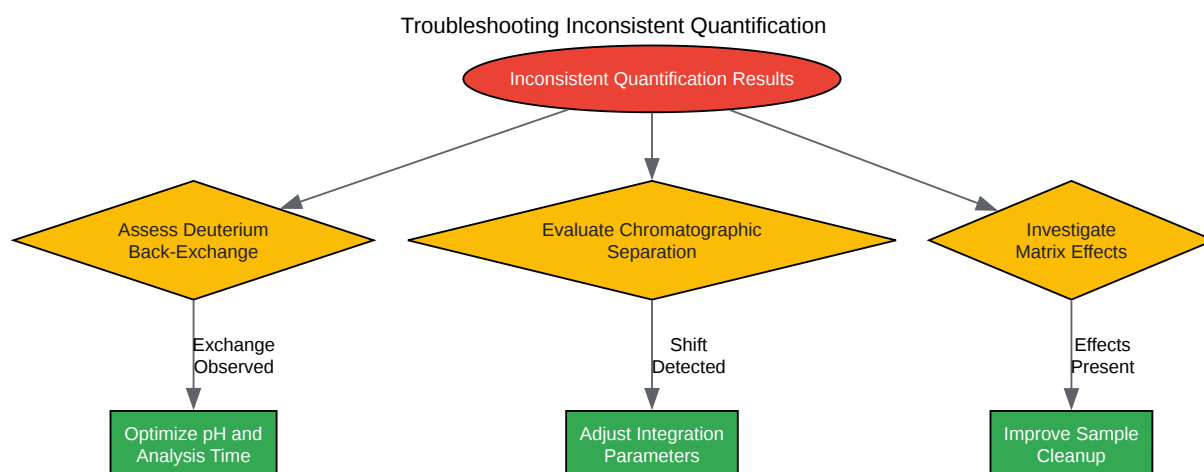 Troubleshooting Inconsistent Quantification
Inconsistent Quantification Results
Assess Deuterium
Back-Exchange
Evaluate Chromatographic
Separation
Investigate
Matrix Effects
Exchange
Observed
Shift
Detected
Effects
Present
Optimize pH and
Analysis Time
Adjust Integration
Parameters
Improve Sample
Cleanup